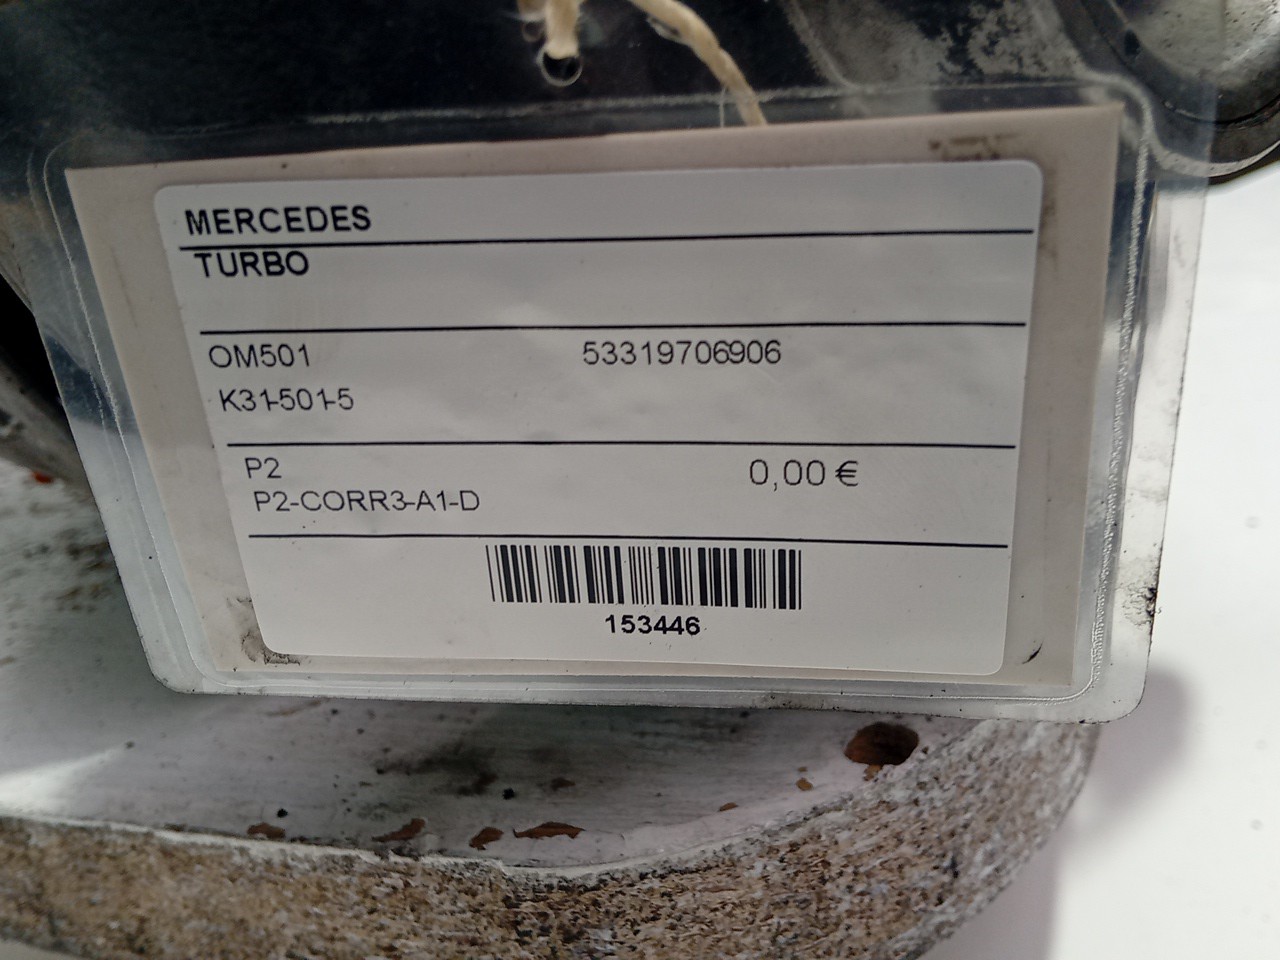 MERCEDES
TURBO
OM501 53319706906
K31-501-5
P2 0,00 €
P2-CORR3-A1-D
153446